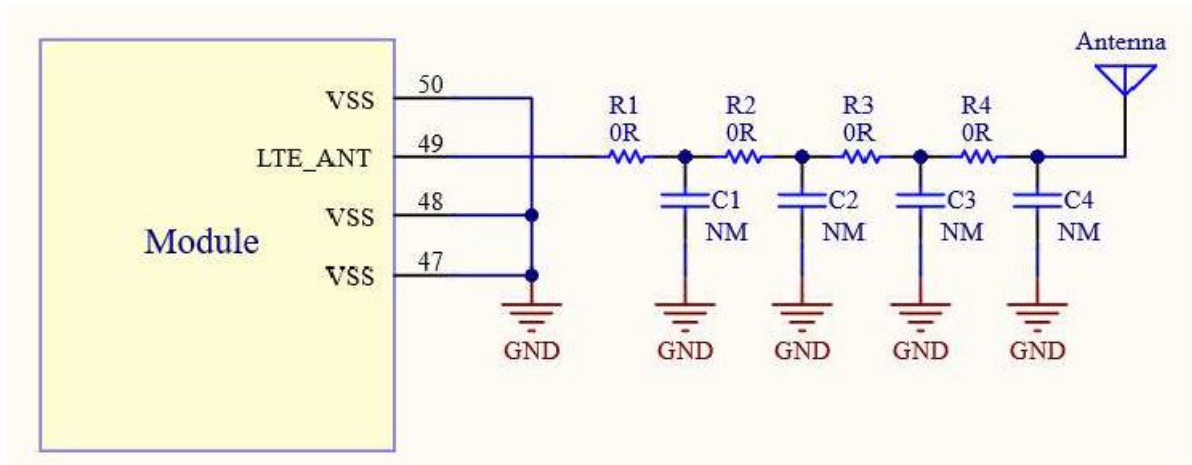 Antenna
50
VSS
R1
R2
R3
R4
0R
0R
0R
0R
49
LTE_ANT
C1
C2
C3
C4
48
VSS
NM
NM
NM
NM
Module
47
VSS
GND
GND
GND
GND
GND